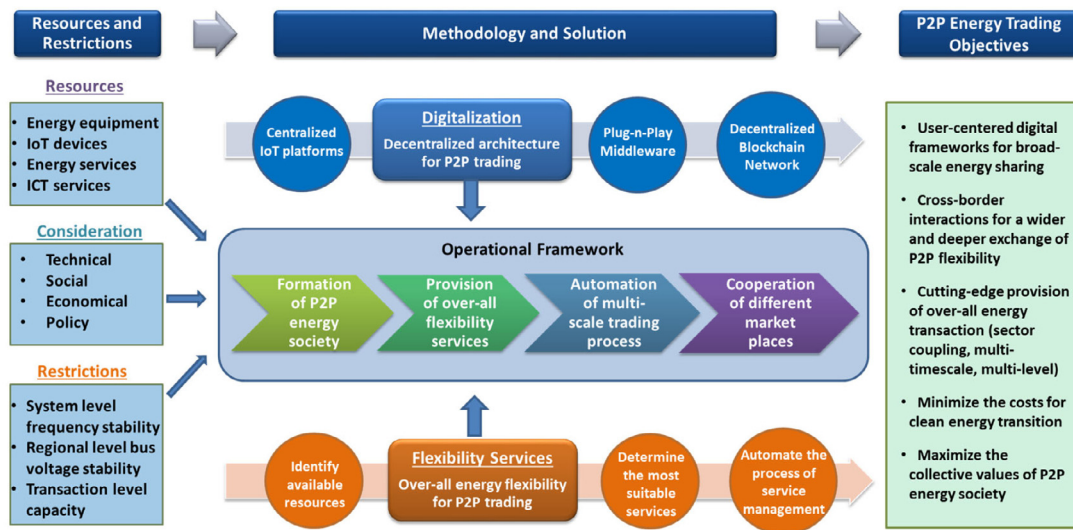 Resources and
Restrictions
Methodology and Solution
P2P Energy Trading
Objectives
Resources
• Energy equipment
• IoT devices
• Energy services
• ICT services
Consideration
• Technical
• Social
• Economical
• Policy
Restrictions
• System level
frequency stability
• Regional level bus
voltage stability
• Transaction level
capacity
Centralized
IoT platforms
Digitalization
Decentralized architecture
for P2P trading
Plug-n-Play
Middleware
Decentralized
Blockchain
Network
Operational Framework
Formation
of P2P
energy
society
Provision
of over-all
flexibility
services
Automation
of multi-
scale trading
process
Cooperation
of different
market
places
Identify
available
resources
Flexibility Services
Over-all energy flexibility
for P2P trading
Determine the
most suitable
services
Automate the
process of
service
management
• User-centered digital
frameworks for broad-
scale energy sharing
• Cross-border
interactions for a wider
and deeper exchange of
P2P flexibility
• Cutting-edge provision
of over-all energy
transaction (sector
coupling, multi-
timescale, multi-level)
• Minimize the costs for
clean energy transition
• Maximize the
collective values of P2P
energy society